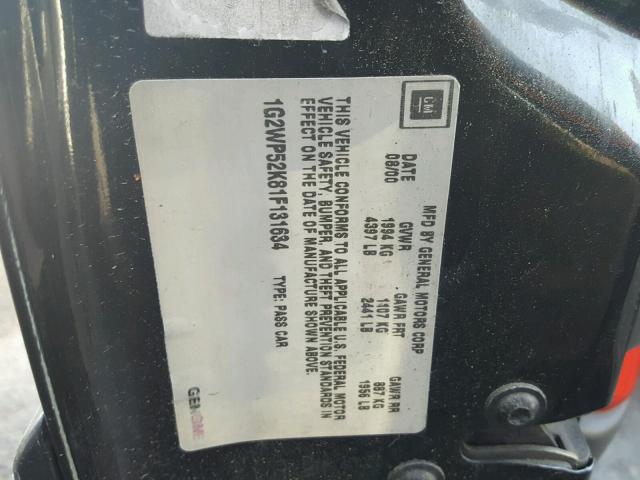 GM
MFD BY GENERAL MOTORS CORP
DATE GVWR GAWR FRT GAWR RR
08/00 1994 KG 1107 KG 887 KG
4397 LB 2441 LB 1956 LB
THIS VEHICLE CONFORMS TO ALL APPLICABLE U.S. FEDERAL MOTOR
VEHICLE SAFETY, BUMPER, AND THEFT PREVENTION STANDARDS IN
EFFECT ON THE DATE OF MANUFACTURE SHOWN ABOVE.
1G2WP52K81F131634 TYPE: PASS CAR